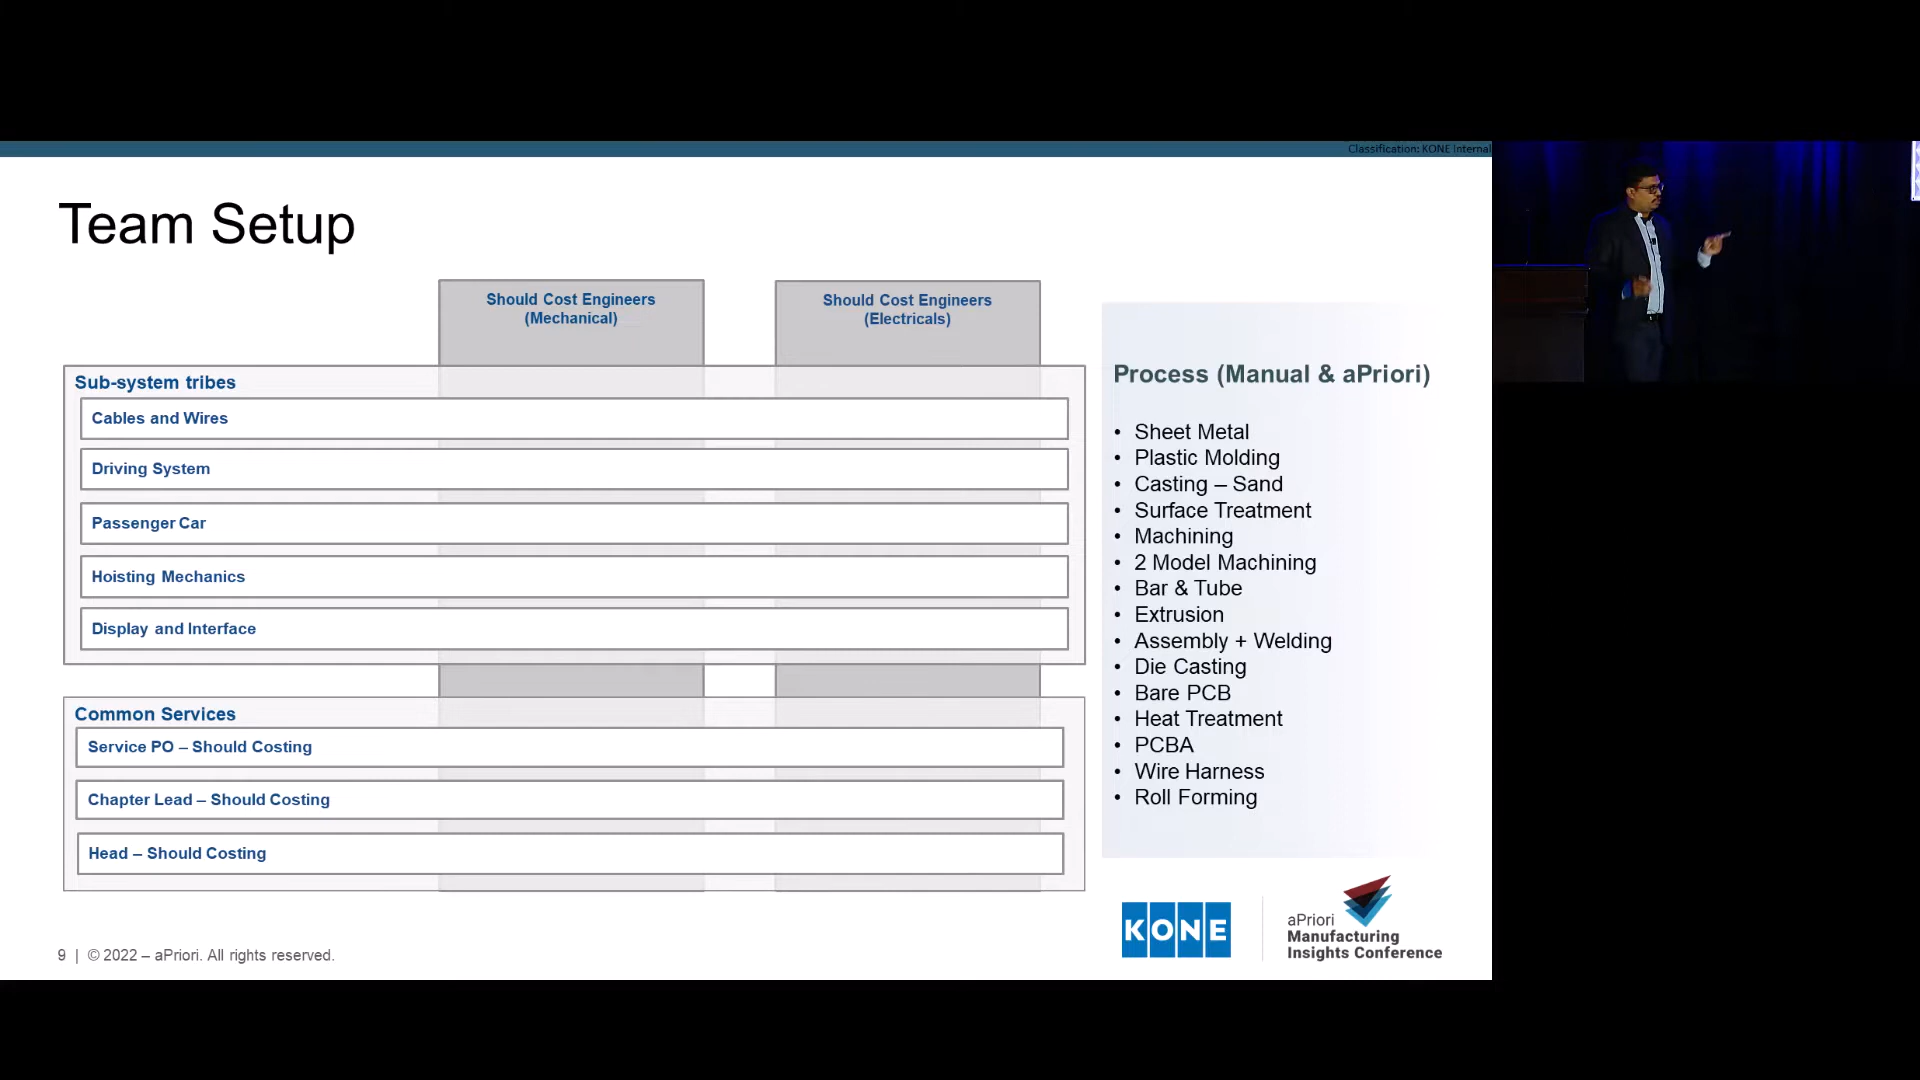 Classification: KONE Internal
Team Setup
Should Cost Engineers
(Mechanical)
Should Cost Engineers
(Electricals)
Sub-system tribes
Cables and Wires
Driving System
Passenger Car
Hoisting Mechanics
Display and Interface
Common Services
Service PO – Should Costing
Chapter Lead – Should Costing
Head – Should Costing
Process (Manual & aPriori)
• Sheet Metal
• Plastic Molding
• Casting – Sand
• Surface Treatment
• Machining
• 2 Model Machining
• Bar & Tube
• Extrusion
• Assembly + Welding
• Die Casting
• Bare PCB
• Heat Treatment
• PCBA
• Wire Harness
• Roll Forming
KONE
aPriori
Manufacturing
Insights Conference
9 | © 2022 – aPriori. All rights reserved.